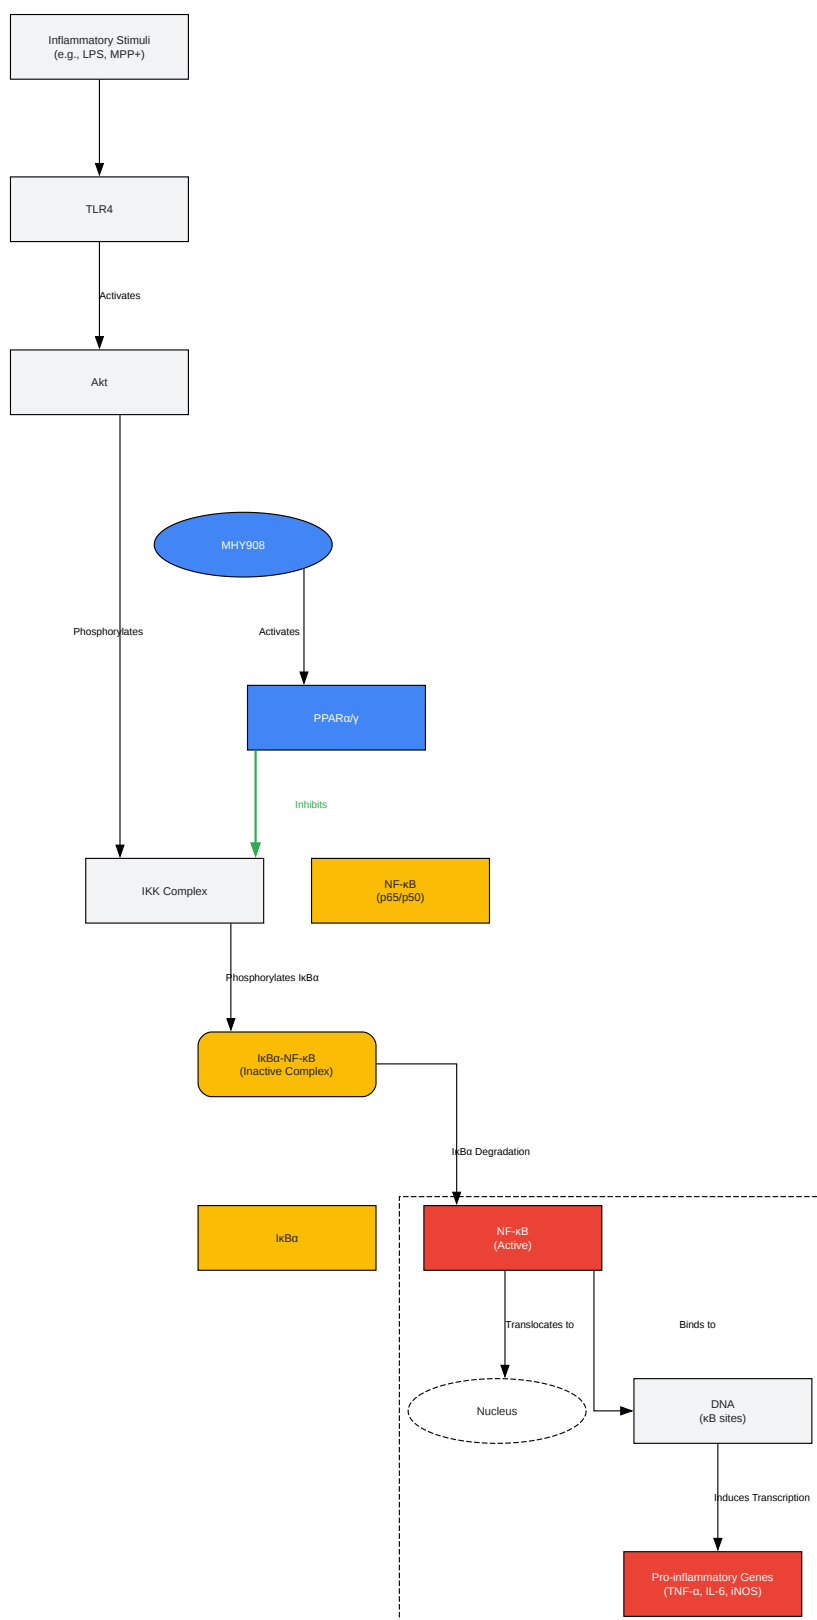 Inflammatory Stimuli
(e.g., LPS, MPP+)
TLR4
Activates
Akt
MHY908
Phosphorylates
Activates
PPARα/γ
Inhibits
IKK Complex
NF-κB
(p65/p50)
Phosphorylates IκBα
IκBα-NF-κB
(Inactive Complex)
IκBα Degradation
IκBα
NF-κB
(Active)
Translocates to
Binds to
Nucleus
DNA
(κB sites)
Induces Transcription
Pro-inflammatory Genes
(TNF-α, IL-6, iNOS)